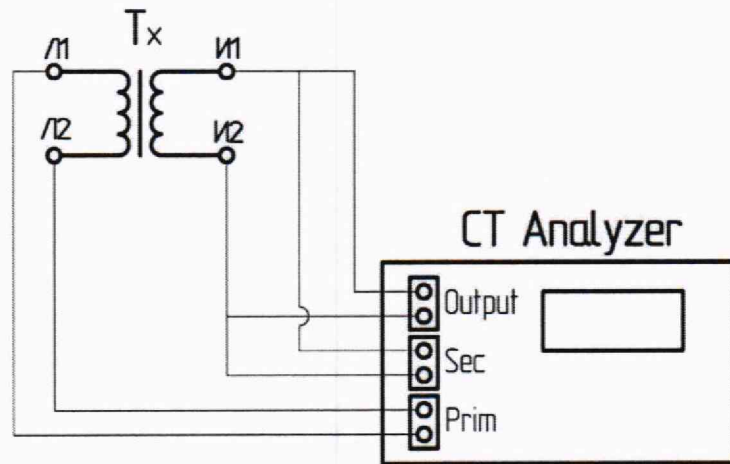 Tx
Л1
И1
Л2
И2
CT Analyzer
Output
Sec
Prim